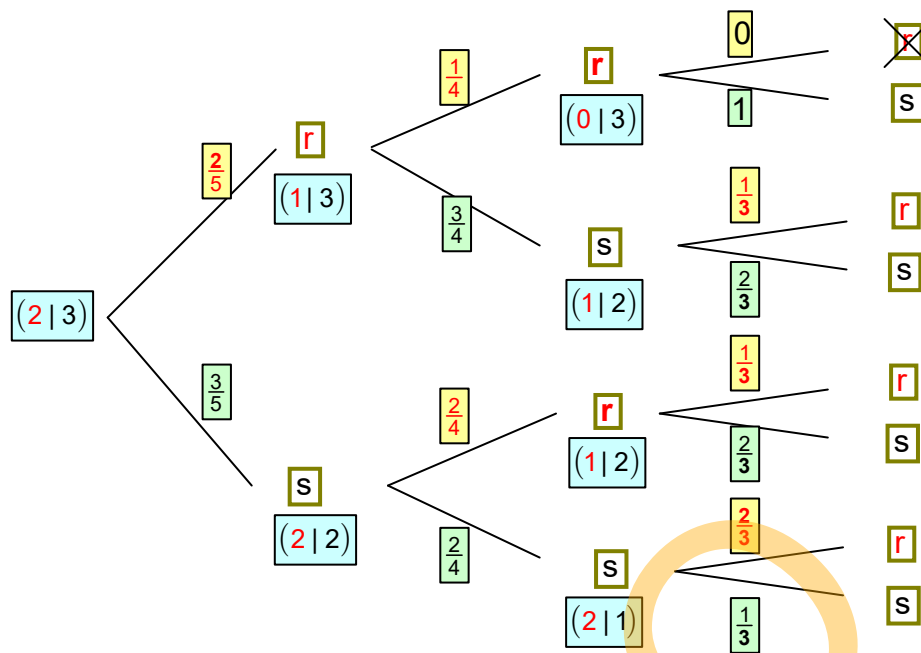 0
r
1/4
r
1
s
(0 | 3)
r
2/5
1/3
(1 | 3)
r
3/4
s
s
2/3
(1 | 2)
(2 | 3)
1/3
r
3/5
2/4
r
s
(1 | 2)
2/3
s
2/3
(2 | 2)
r
2/4
s
s
(2 | 1)
1/3